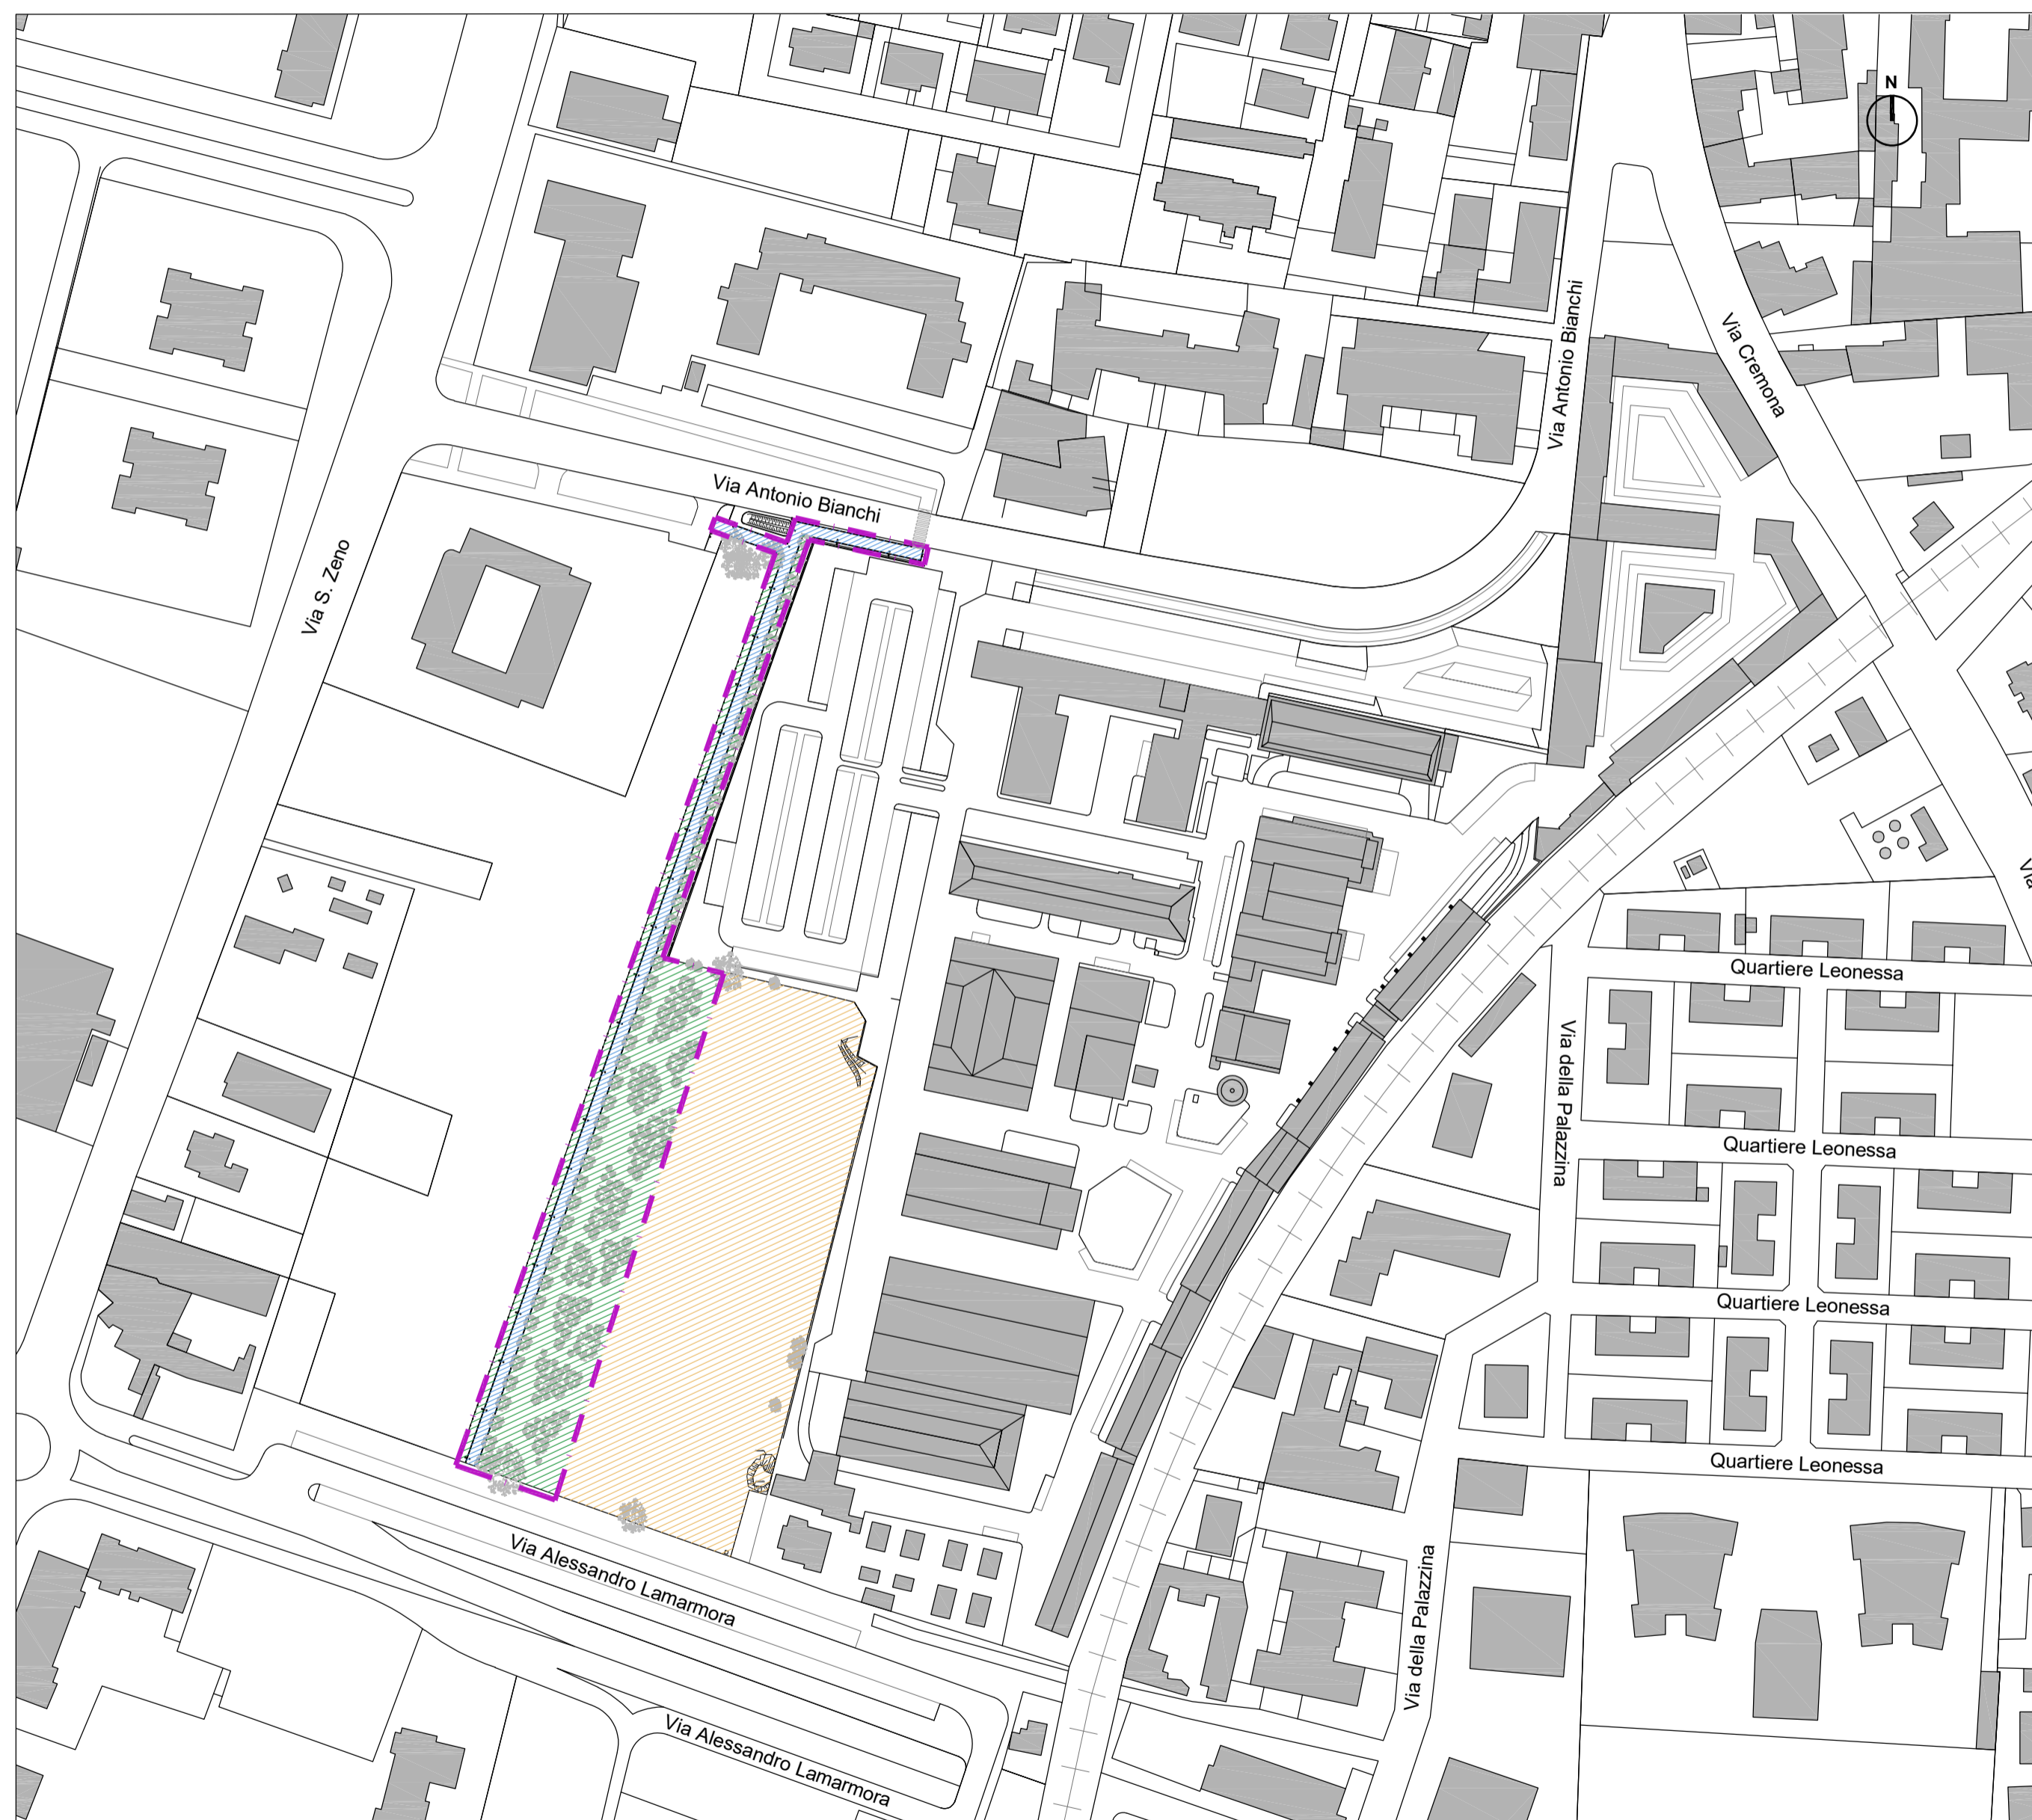 N
Via Antonio Bianchi
Via Cremona
Via Antonio Bianchi
Via S. Zeno
Quartiere Leonessa
Via della Palazzina
Quartiere Leonessa
Quartiere Leonessa
Quartiere Leonessa
Via Alessandro Lamarmora
Via della Palazzina
Via Alessandro Lamarmora